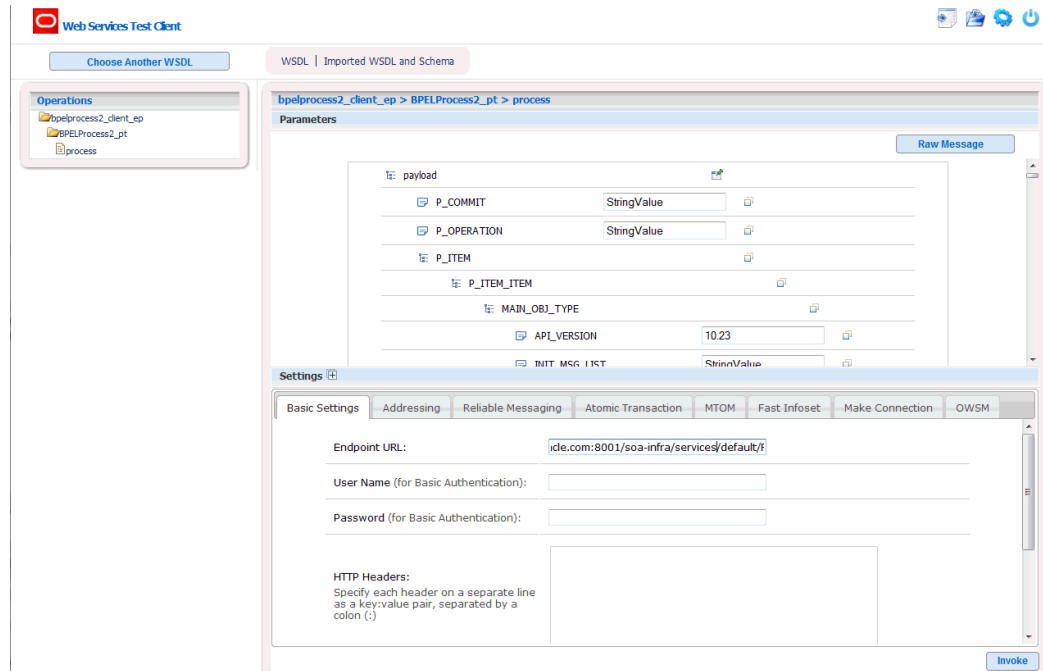 Web Services Test Client
Choose Another WSDL
WSDL | Imported WSDL and Schema
Operations
bpelprocess2_client_ep
BPELProcess2_pt
process
bpelprocess2_client_ep > BPELProcess2_pt > process
Parameters
Raw Message
payload
P_COMMIT StringValue
P_OPERATION StringValue
P_ITEM
P_ITEM_ITEM
MAIN_OBJ_TYPE
API_VERSION 10.23
INIT_MSG_LIST StringValue
Settings
Basic Settings Addressing Reliable Messaging Atomic Transaction MTOM Fast Infoset Make Connection OWSM
Endpoint URL: cle.com:8001/soa-infra/services/default/F
User Name (for Basic Authentication):
Password (for Basic Authentication):
HTTP Headers:
Specify each header on a separate line
as a key:value pair, separated by a
colon (:)
Invoke